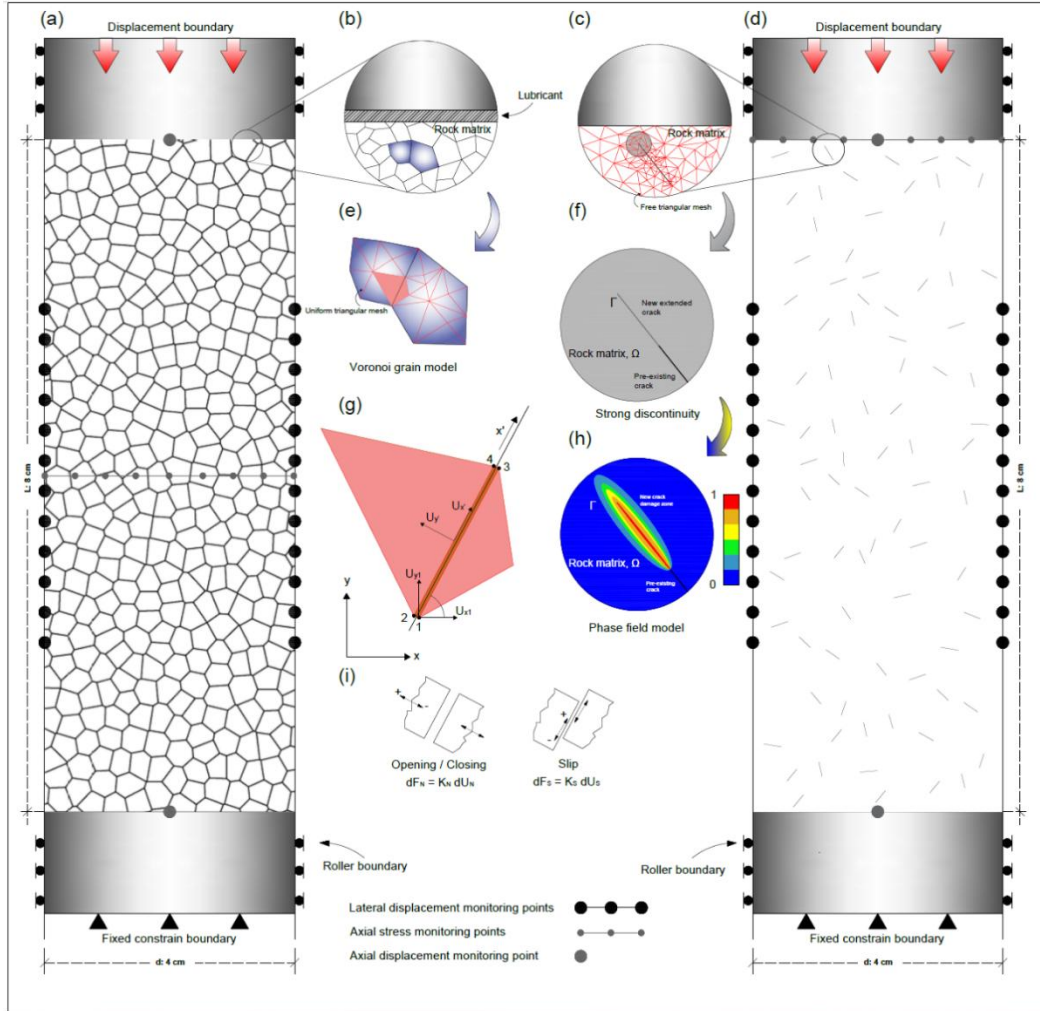 (a)
Displacement boundary
(b)
(c)
(d)
Displacement boundary
Lubricant
Rock matrix
Rock matrix
Free triangular mesh
(e)
(f)
Uniform triangular mesh
Γ
New extended
crack
Rock matrix, Ω
Pre-existing
crack
Voronoi grain model
Strong discontinuity
(g)
(h)
x'
4
3
Ux'
Uy'
Uy1
Ux1
2
1
y
x
Γ
New crack
damage zone
Rock matrix, Ω
Pre-existing
crack
1
0
Phase field model
L: 8 cm
L: 8 cm
(i)
+
-
+
-
Opening / Closing
dFN = KN dUN
Slip
dFS = KS dUS
Roller boundary
Roller boundary
Lateral displacement monitoring points
Axial stress monitoring points
Axial displacement monitoring point
Fixed constrain boundary
d: 4 cm
Fixed constrain boundary
d: 4 cm